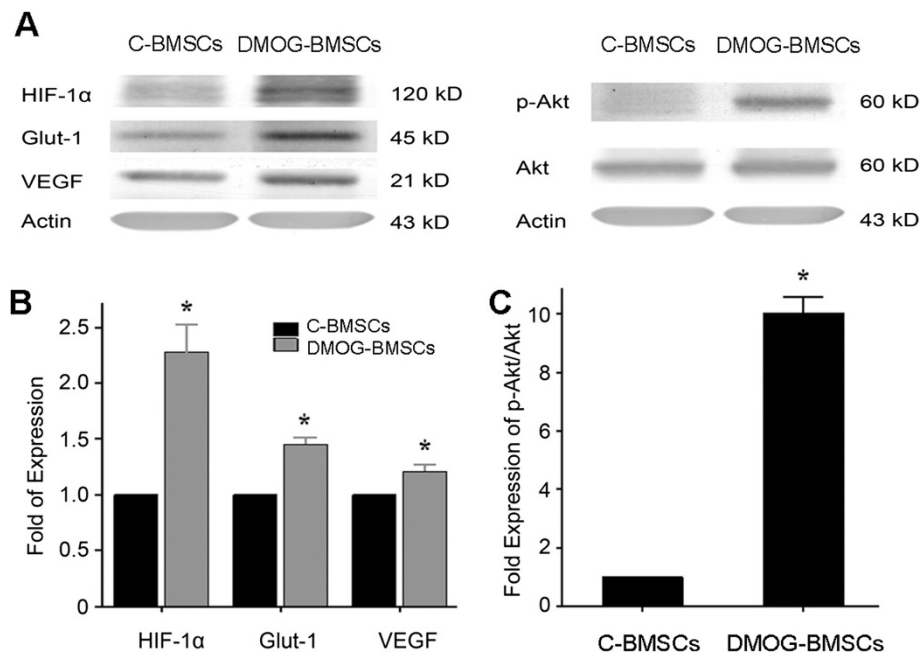 A
C-BMSCs DMOG-BMSCs
HIF-1α 120 kD
Glut-1 45 kD
VEGF 21 kD
Actin 43 kD
C-BMSCs DMOG-BMSCs
p-Akt 60 kD
Akt 60 kD
Actin 43 kD
B
Fold of Expression
2.5
2.0
1.5
1.0
0.5
0
* * *
C-BMSCs
DMOG-BMSCs
HIF-1α Glut-1 VEGF
C
Fold Expression of p-Akt/Akt
10
8
6
4
2
0
*
C-BMSCs DMOG-BMSCs